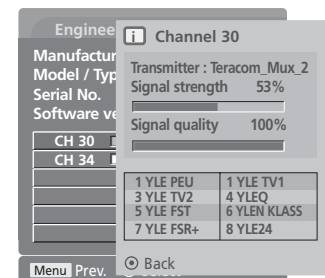 Enginee
Manufactur
Model / Typ
Serial No.
Software ve
CH 30
CH 34
Menu Prev.
i Channel 30
Transmitter : Teracom_Mux_2
Signal strength 53%
Signal quality 100%
1 YLE PEU 1 YLE TV1
3 YLE TV2 4 YLEQ
5 YLE FST 6 YLEN KLASS
7 YLE FSR+ 8 YLE24
Back